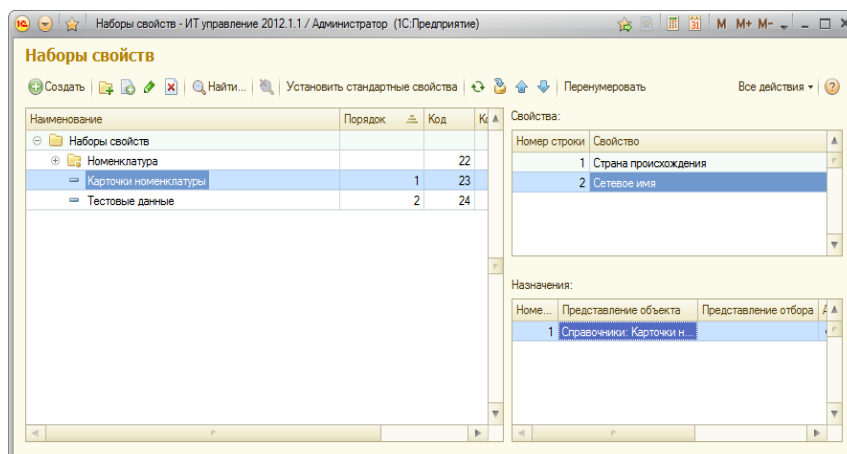 Наборы свойств - ИТ управление 2012.1.1 / Администратор (1С:Предприятие)
M M+ M-
Наборы свойств
Создать Найти... Установить стандартные свойства Перенумеровать Все действия
Наименование Порядок Код
Наборы свойств
Номенклатура 22
Карточки номенклатуры 1 23
Тестовые данные 2 24
Свойства:
Номер строки Свойство
1 Страна происхождения
2 Сетевое имя
Назначения:
Номе... Представление объекта Представление отбора
1 Справочники: Карточки н...